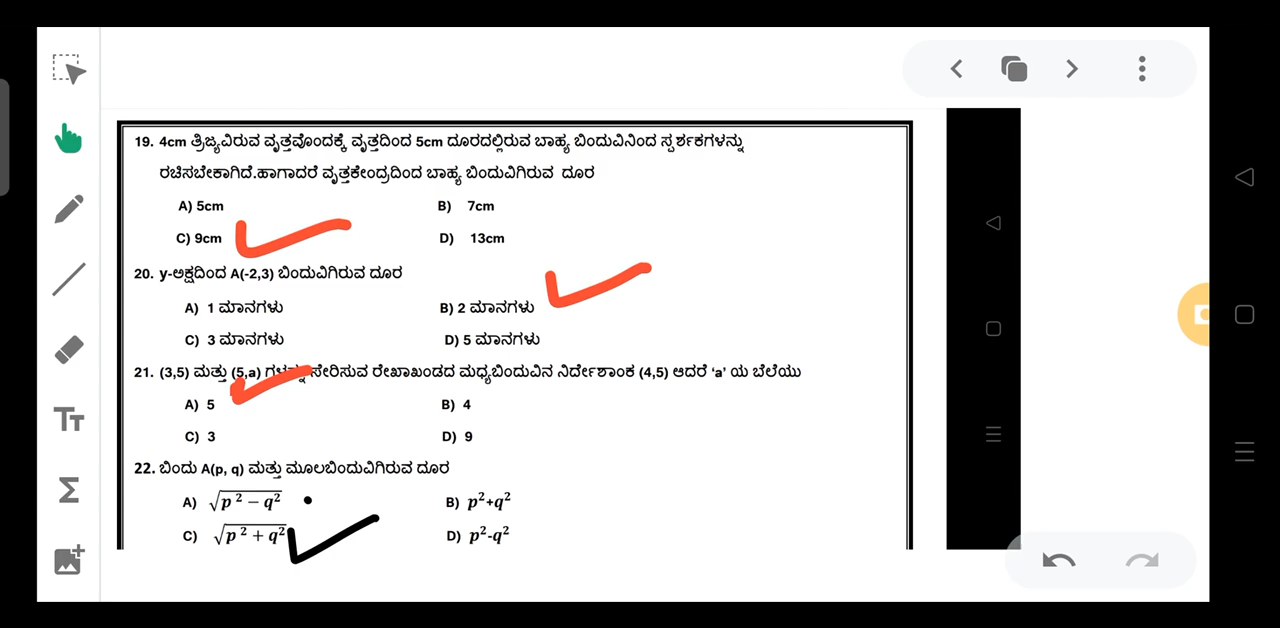 19. 4cm ತ್ರಿಜ್ಯವಿರುವ ವೃತ್ತವೊಂದಕ್ಕೆ ವೃತ್ತದಿಂದ 5cm ದೂರದಲ್ಲಿರುವ ಬಾಹ್ಯ ಬಿಂದುವಿನಿಂದ ಸ್ಪರ್ಶಕಗಳನ್ನು
ರಚಿಸಬೇಕಾಗಿದೆ.ಹಾಗಾದರೆ ವೃತ್ತಕೇಂದ್ರದಿಂದ ಬಾಹ್ಯ ಬಿಂದುವಿಗಿರುವ ದೂರ
A) 5cm B) 7cm
C) 9cm D) 13cm
20. y-ಅಕ್ಷದಿಂದ A(-2,3) ಬಿಂದುವಿಗಿರುವ ದೂರ
A) 1 ಮಾನಗಳು B) 2 ಮಾನಗಳು
C) 3 ಮಾನಗಳು D) 5 ಮಾನಗಳು
21. (3,5) ಮತ್ತು (5,a) ಸೇರಿಸುವ ರೇಖಾಖಂಡದ ಮಧ್ಯಬಿಂದುವಿನ ನಿರ್ದೇಶಾಂಕ (4,5) ಆದರೆ ‘a’ ಯ ಬೆಲೆಯು
A) 5 B) 4
C) 3 D) 9
22. ಬಿಂದು A(p, q) ಮತ್ತು ಮೂಲಬಿಂದುವಿಗಿರುವ ದೂರ
A) √(p² − q²) B) p²+q²
C) √(p² + q²) D) p²-q²
Tт
Σ